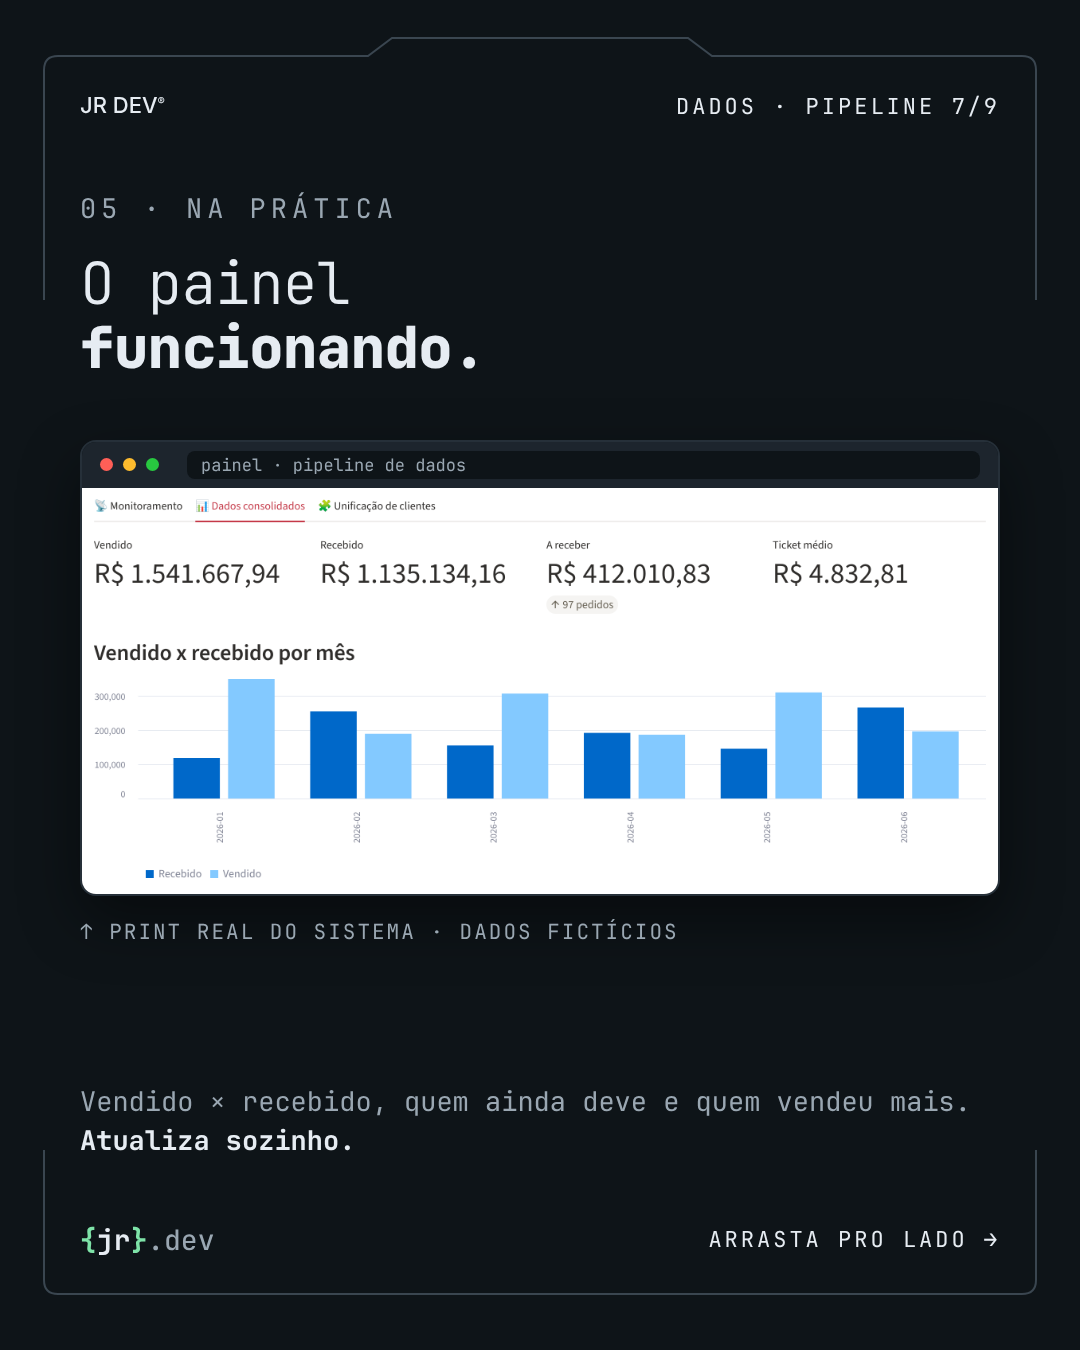 JR DEV®
DADOS · PIPELINE 7/9
05 · NA PRÁTICA
O painel
funcionando.
painel · pipeline de dados
Monitoramento
Dados consolidados
Unificação de clientes
Vendido
Recebido
A receber
Ticket médio
R$ 1.541.667,94
R$ 1.135.134,16
R$ 412.010,83
R$ 4.832,81
↑ 97 pedidos
Vendido x recebido por mês
300,000
200,000
100,000
0
2026-01
2026-02
2026-03
2026-04
2026-05
2026-06
Recebido
Vendido
↑ PRINT REAL DO SISTEMA · DADOS FICTÍCIOS
Vendido × recebido, quem ainda deve e quem vendeu mais.
Atualiza sozinho.
{jr}.dev
ARRASTA PRO LADO →